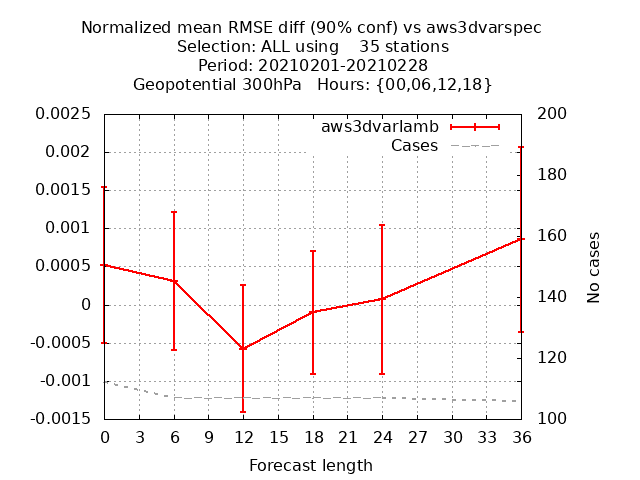 Normalized mean RMSE diff (90% conf) vs aws3dvarspec
Selection: ALL using    35 stations
Period: 20210201-20210228
Geopotential 300hPa   Hours: {00,06,12,18}
aws3dvarlamb
Cases
0.0025
0.002
0.0015
0.001
0.0005
0
-0.0005
-0.001
-0.0015
200
180
160
140
120
100
No cases
0 3 6 9 12 15 18 21 24 27 30 33 36
Forecast length